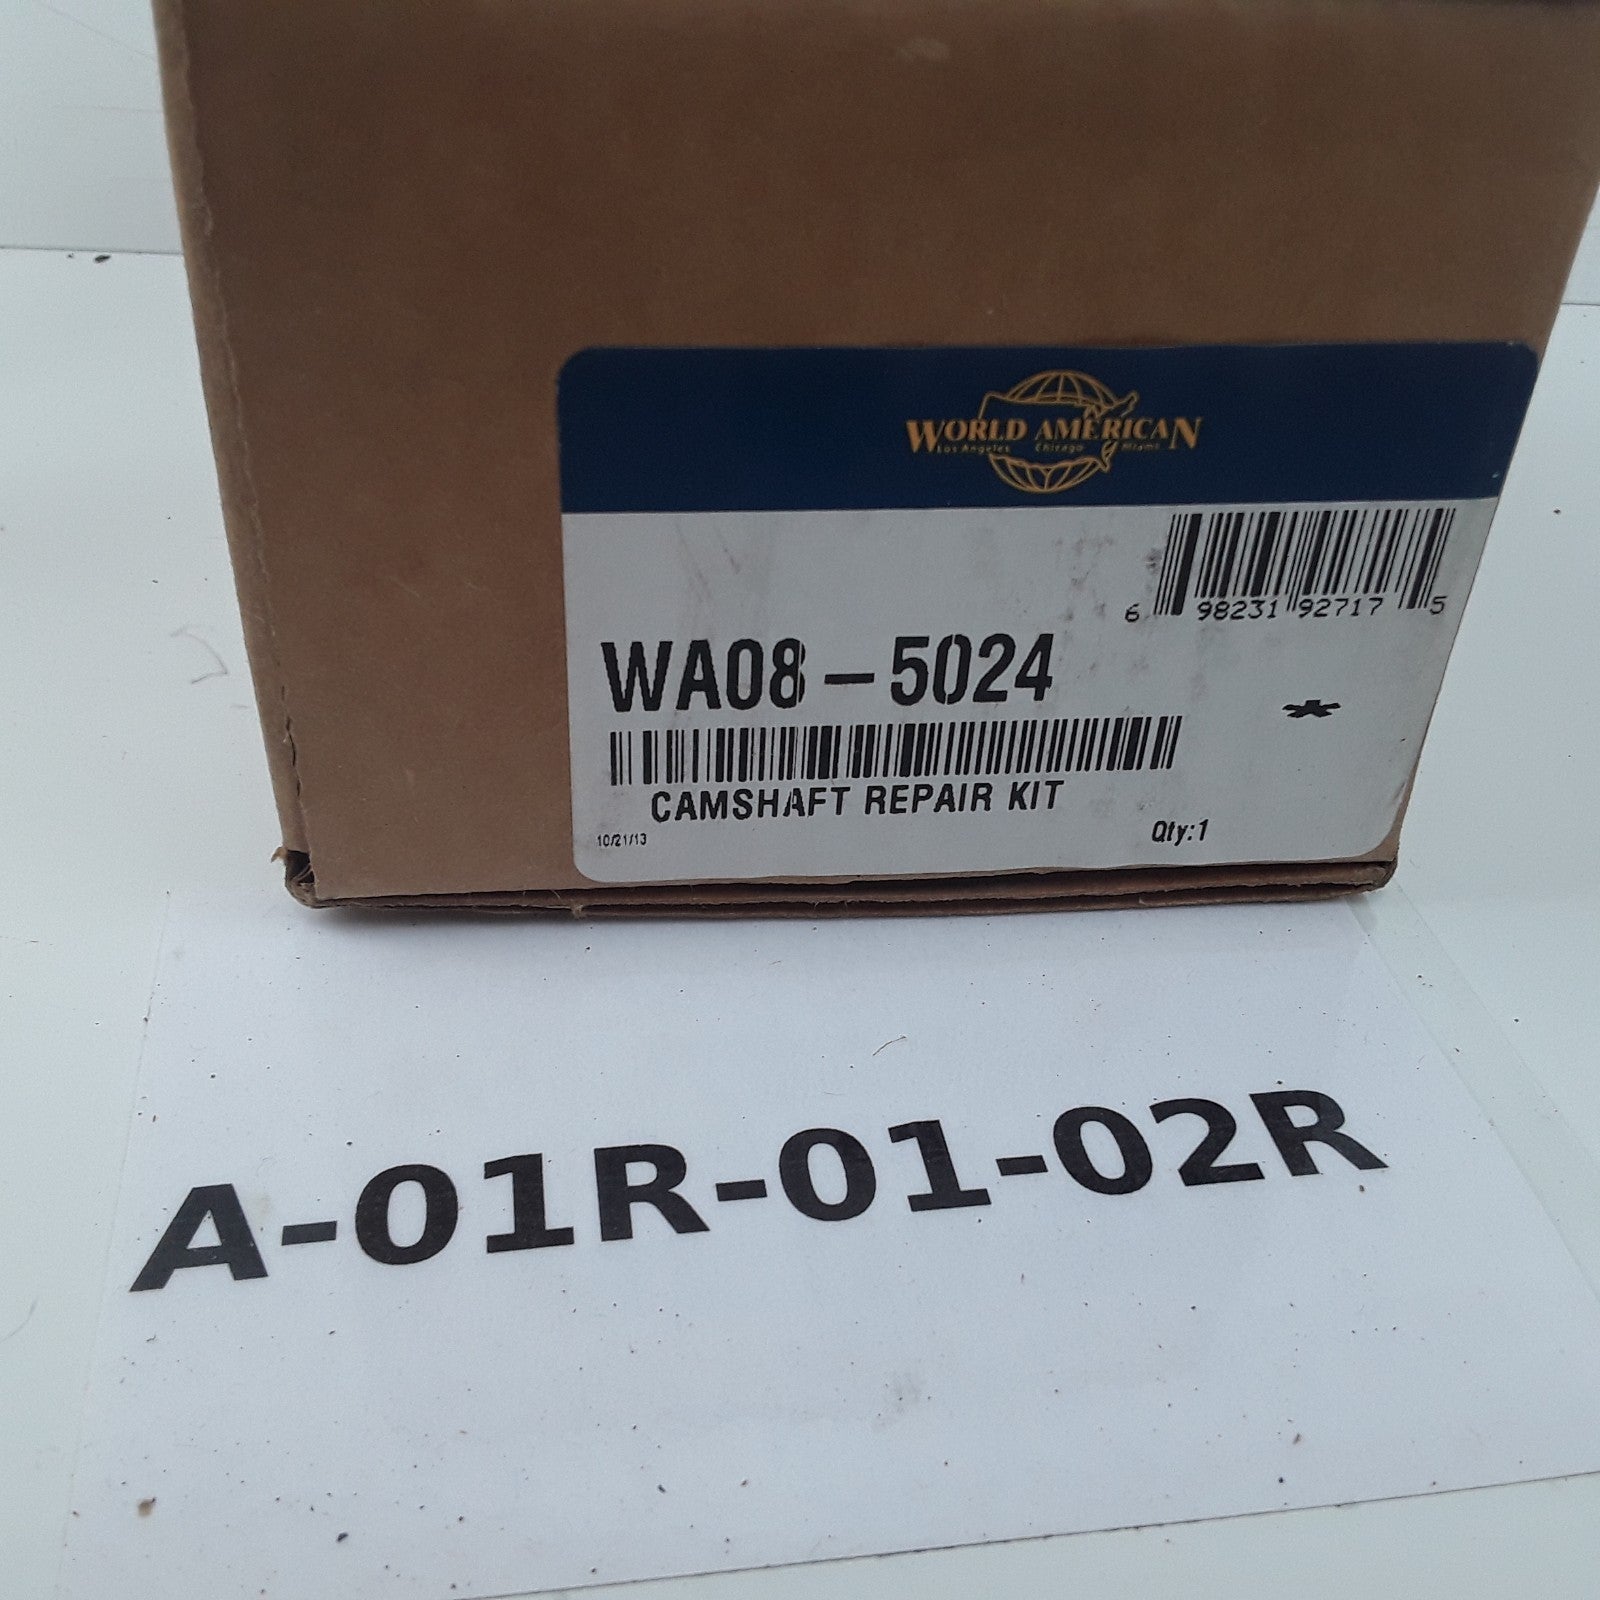 WORLD AMERICAN
Los Angeles Chicago Miami
6 98231 92717 5
WA08-5024
*
CAMSHAFT REPAIR KIT
10/21/13
Qty:1
A-01R-01-02R